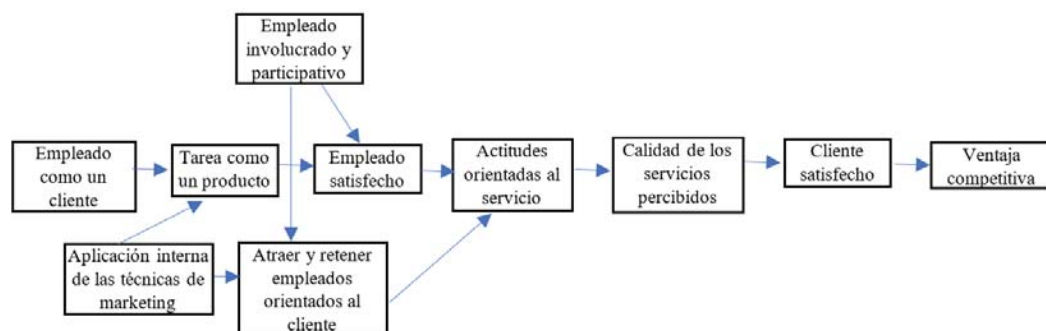 Empleado
involucrado y
participativo
Empleado
como un
cliente
Tarea como
un producto
Empleado
satisfecho
Actitudes
orientadas al
servicio
Calidad de los
servicios
percibidos
Cliente
satisfecho
Ventaja
competitiva
Aplicación interna
de las técnicas de
marketing
Atraer y retener
empleados
orientados al
cliente